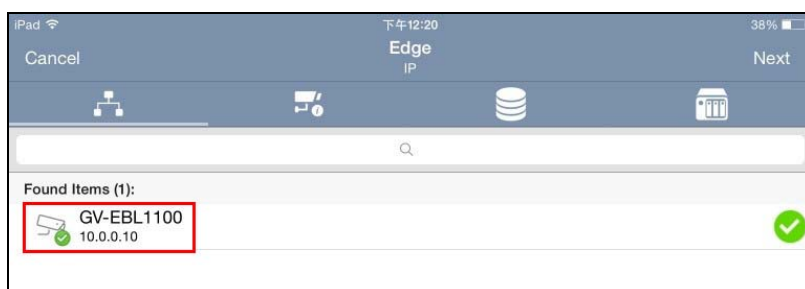 iPad 下午12:20 38%
Cancel Edge Next
IP
Found Items (1):
GV-EBL1100
10.0.0.10